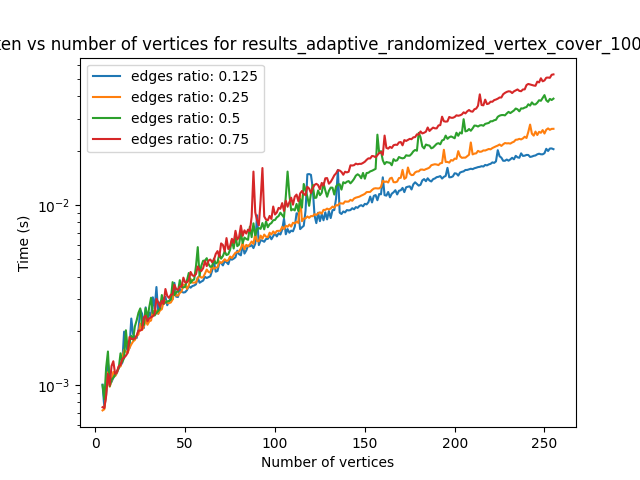 vs number of vertices for results_adaptive_randomized_vertex_cover_100
edges ratio: 0.125
edges ratio: 0.25
edges ratio: 0.5
edges ratio: 0.75
10⁻²
10⁻³
Time (s)
0 50 100 150 200 250
Number of vertices